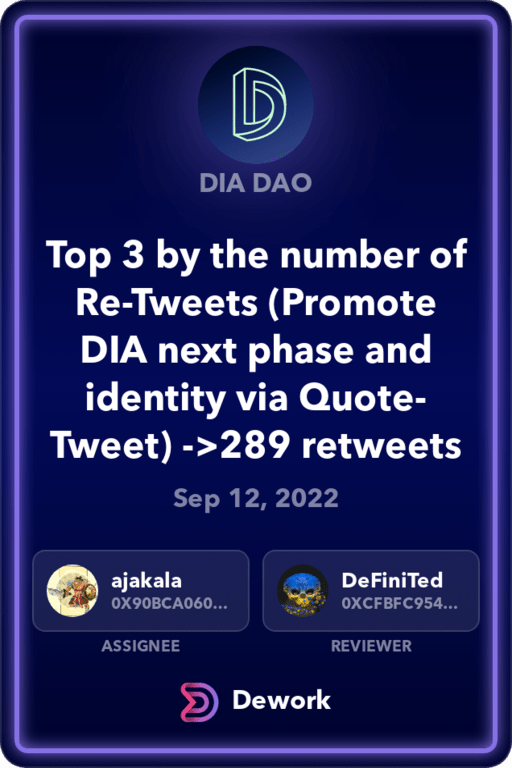 DIA DAO
Top 3 by the number of
Re-Tweets (Promote
DIA next phase and
identity via Quote-
Tweet) ->289 retweets
Sep 12, 2022
ajakala
0X90BCA060...
DeFiniTed
0XCFBFC954...
ASSIGNEE
REVIEWER
Dework